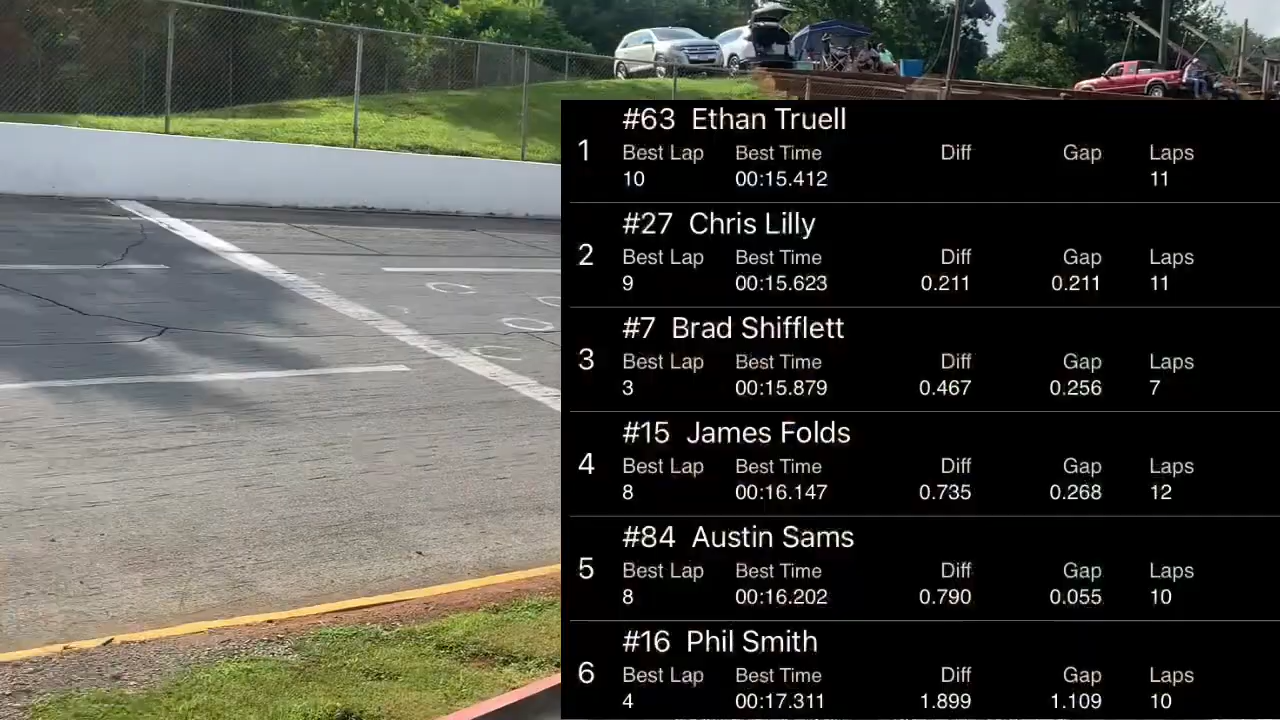 #63 Ethan Truell
1 Best Lap Best Time Diff Gap Laps
10 00:15.412 11
#27 Chris Lilly
2 Best Lap Best Time Diff Gap Laps
9 00:15.623 0.211 0.211 11
#7 Brad Shifflett
3 Best Lap Best Time Diff Gap Laps
3 00:15.879 0.467 0.256 7
#15 James Folds
4 Best Lap Best Time Diff Gap Laps
8 00:16.147 0.735 0.268 12
#84 Austin Sams
5 Best Lap Best Time Diff Gap Laps
8 00:16.202 0.790 0.055 10
#16 Phil Smith
6 Best Lap Best Time Diff Gap Laps
4 00:17.311 1.899 1.109 10